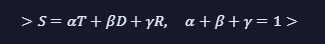 > S = αT + βD + γR, α + β + γ = 1 >